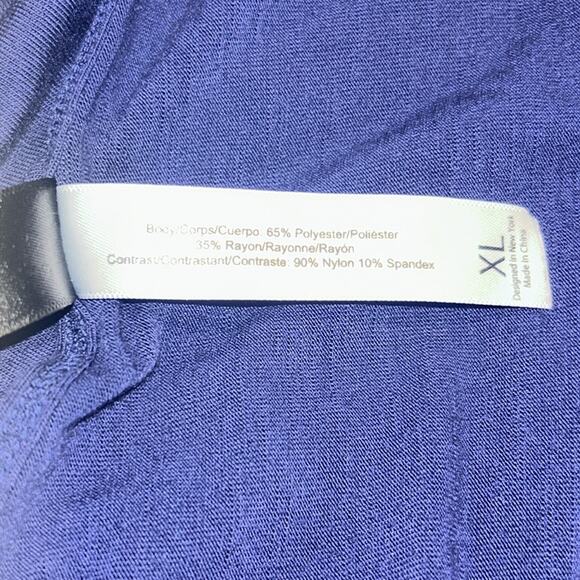 Body/Corps/Cuerpo: 65% Polyester/Poliéster
35% Rayon/Rayonne/Rayón
Contrast/Contrastant/Contraste: 90% Nylon 10% Spandex
XL
Designed in New York
Made In China